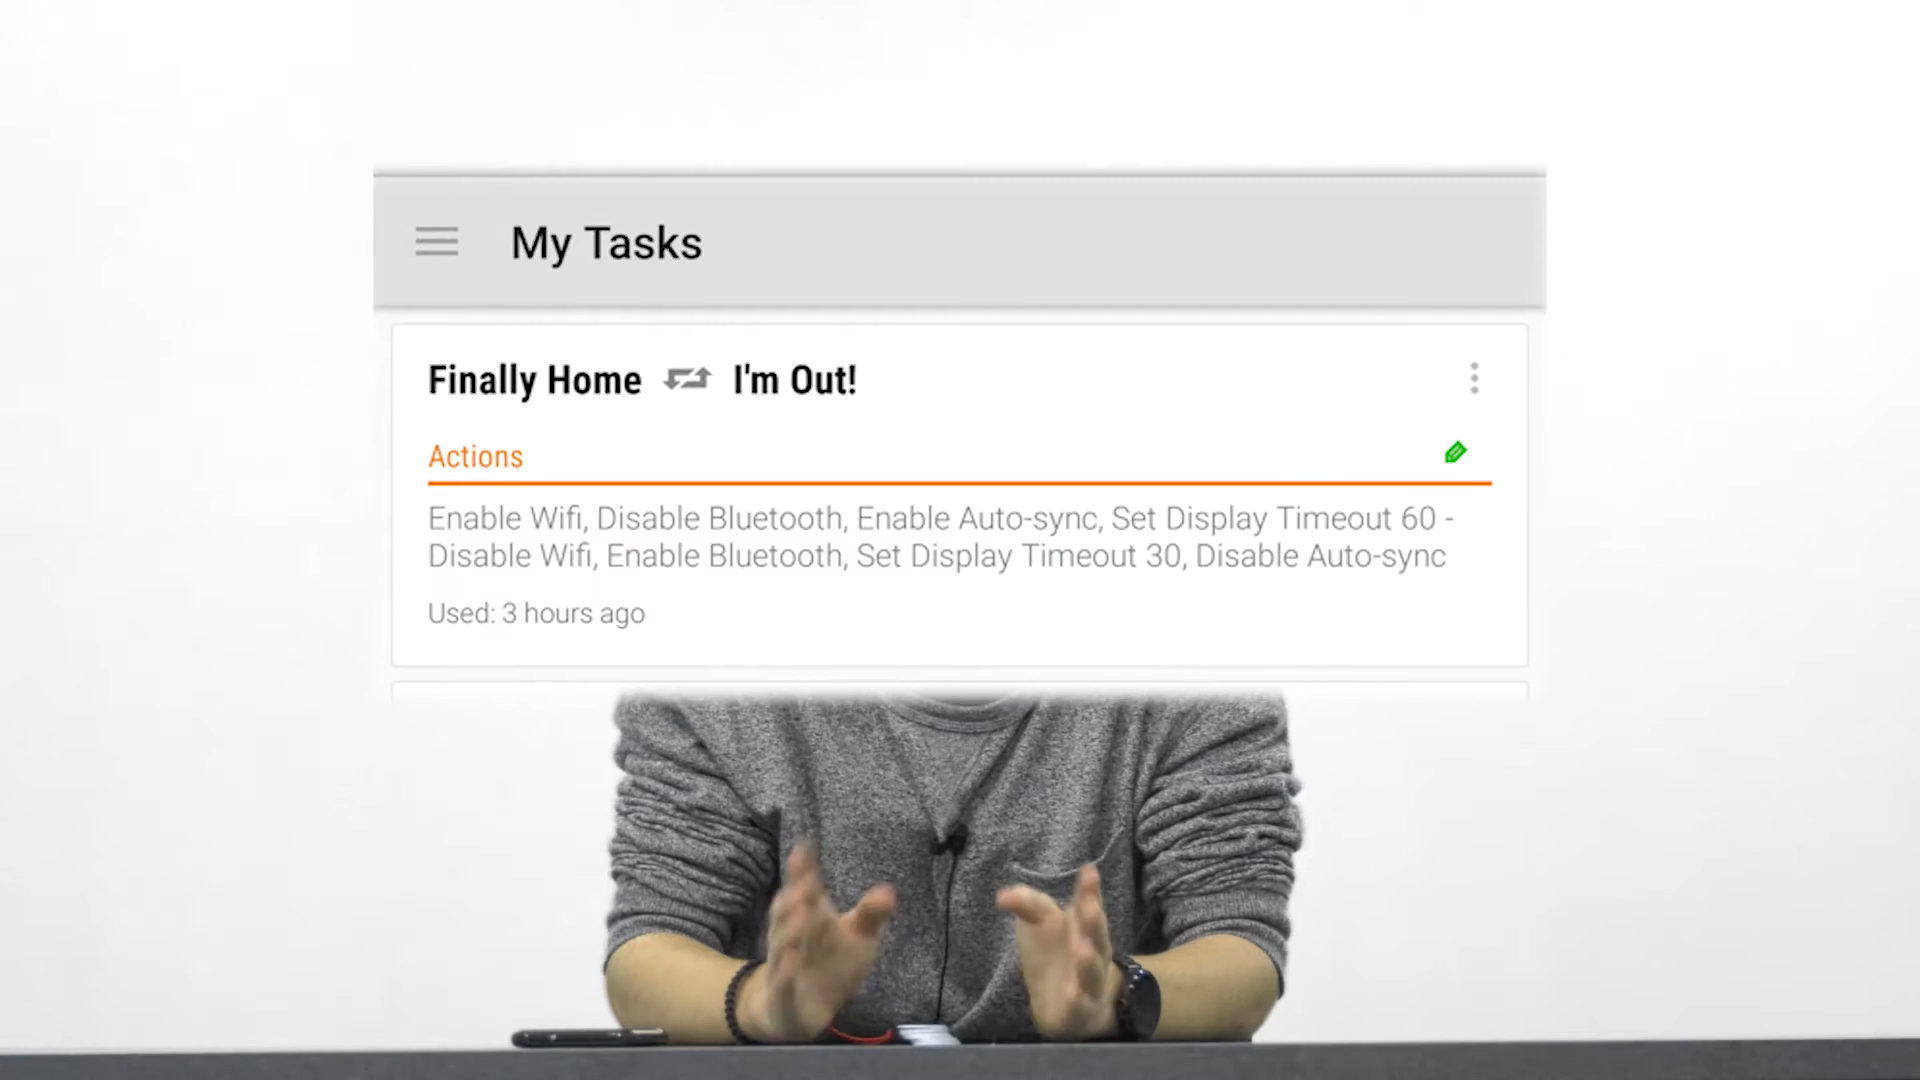 My Tasks
Finally Home I'm Out!
Actions
Enable Wifi, Disable Bluetooth, Enable Auto-sync, Set Display Timeout 60 -
Disable Wifi, Enable Bluetooth, Set Display Timeout 30, Disable Auto-sync
Used: 3 hours ago